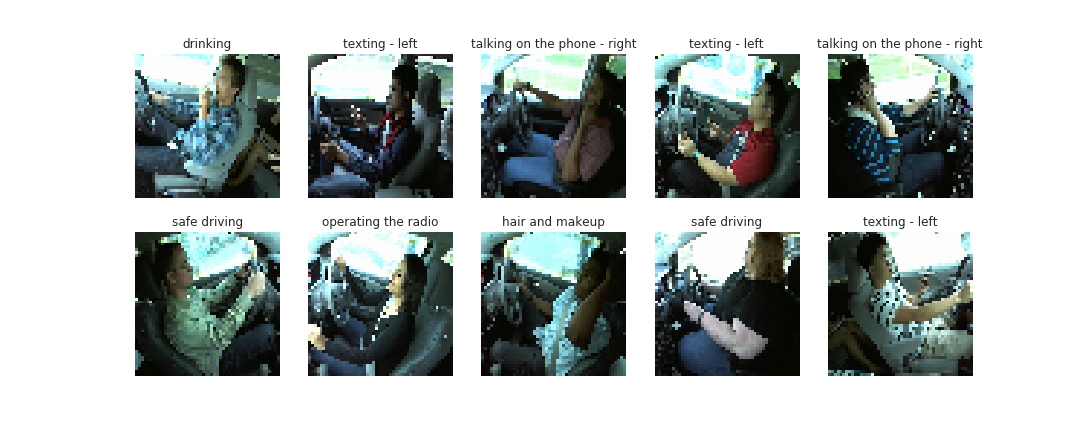 drinking
texting - left
talking on the phone - right
texting - left
talking on the phone - right
safe driving
operating the radio
hair and makeup
safe driving
texting - left